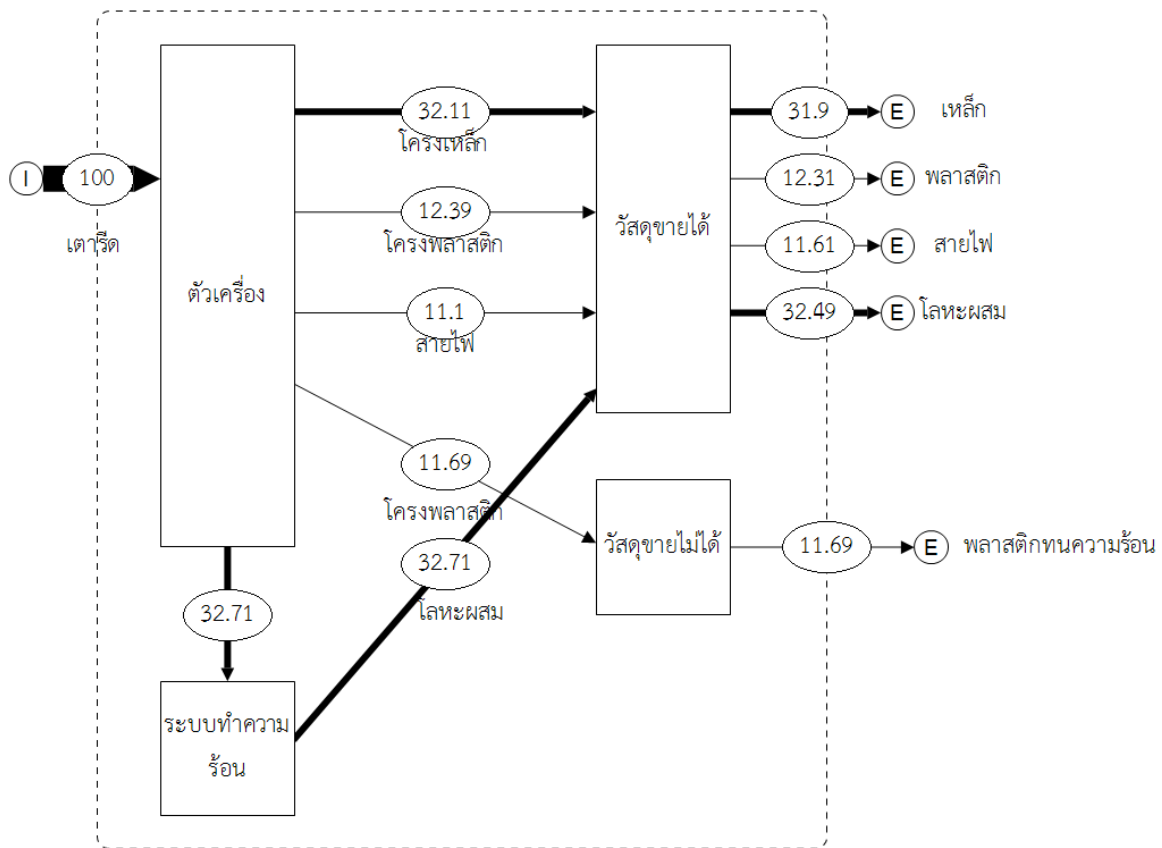 32.11
โครงเหล็ก
31.9
E
เหล็ก
I
100
เตารีด
12.39
โครงพลาสติก
วัสดุขายได้
12.31
E
พลาสติก
11.61
E
สายไฟ
ตัวเครื่อง
11.1
สายไฟ
32.49
E
โลหะผสม
11.69
โครงพลาสติก
วัสดุขายไม่ได้
11.69
E
พลาสติกทนความร้อน
32.71
โลหะผสม
32.71
ระบบทำความ
ร้อน